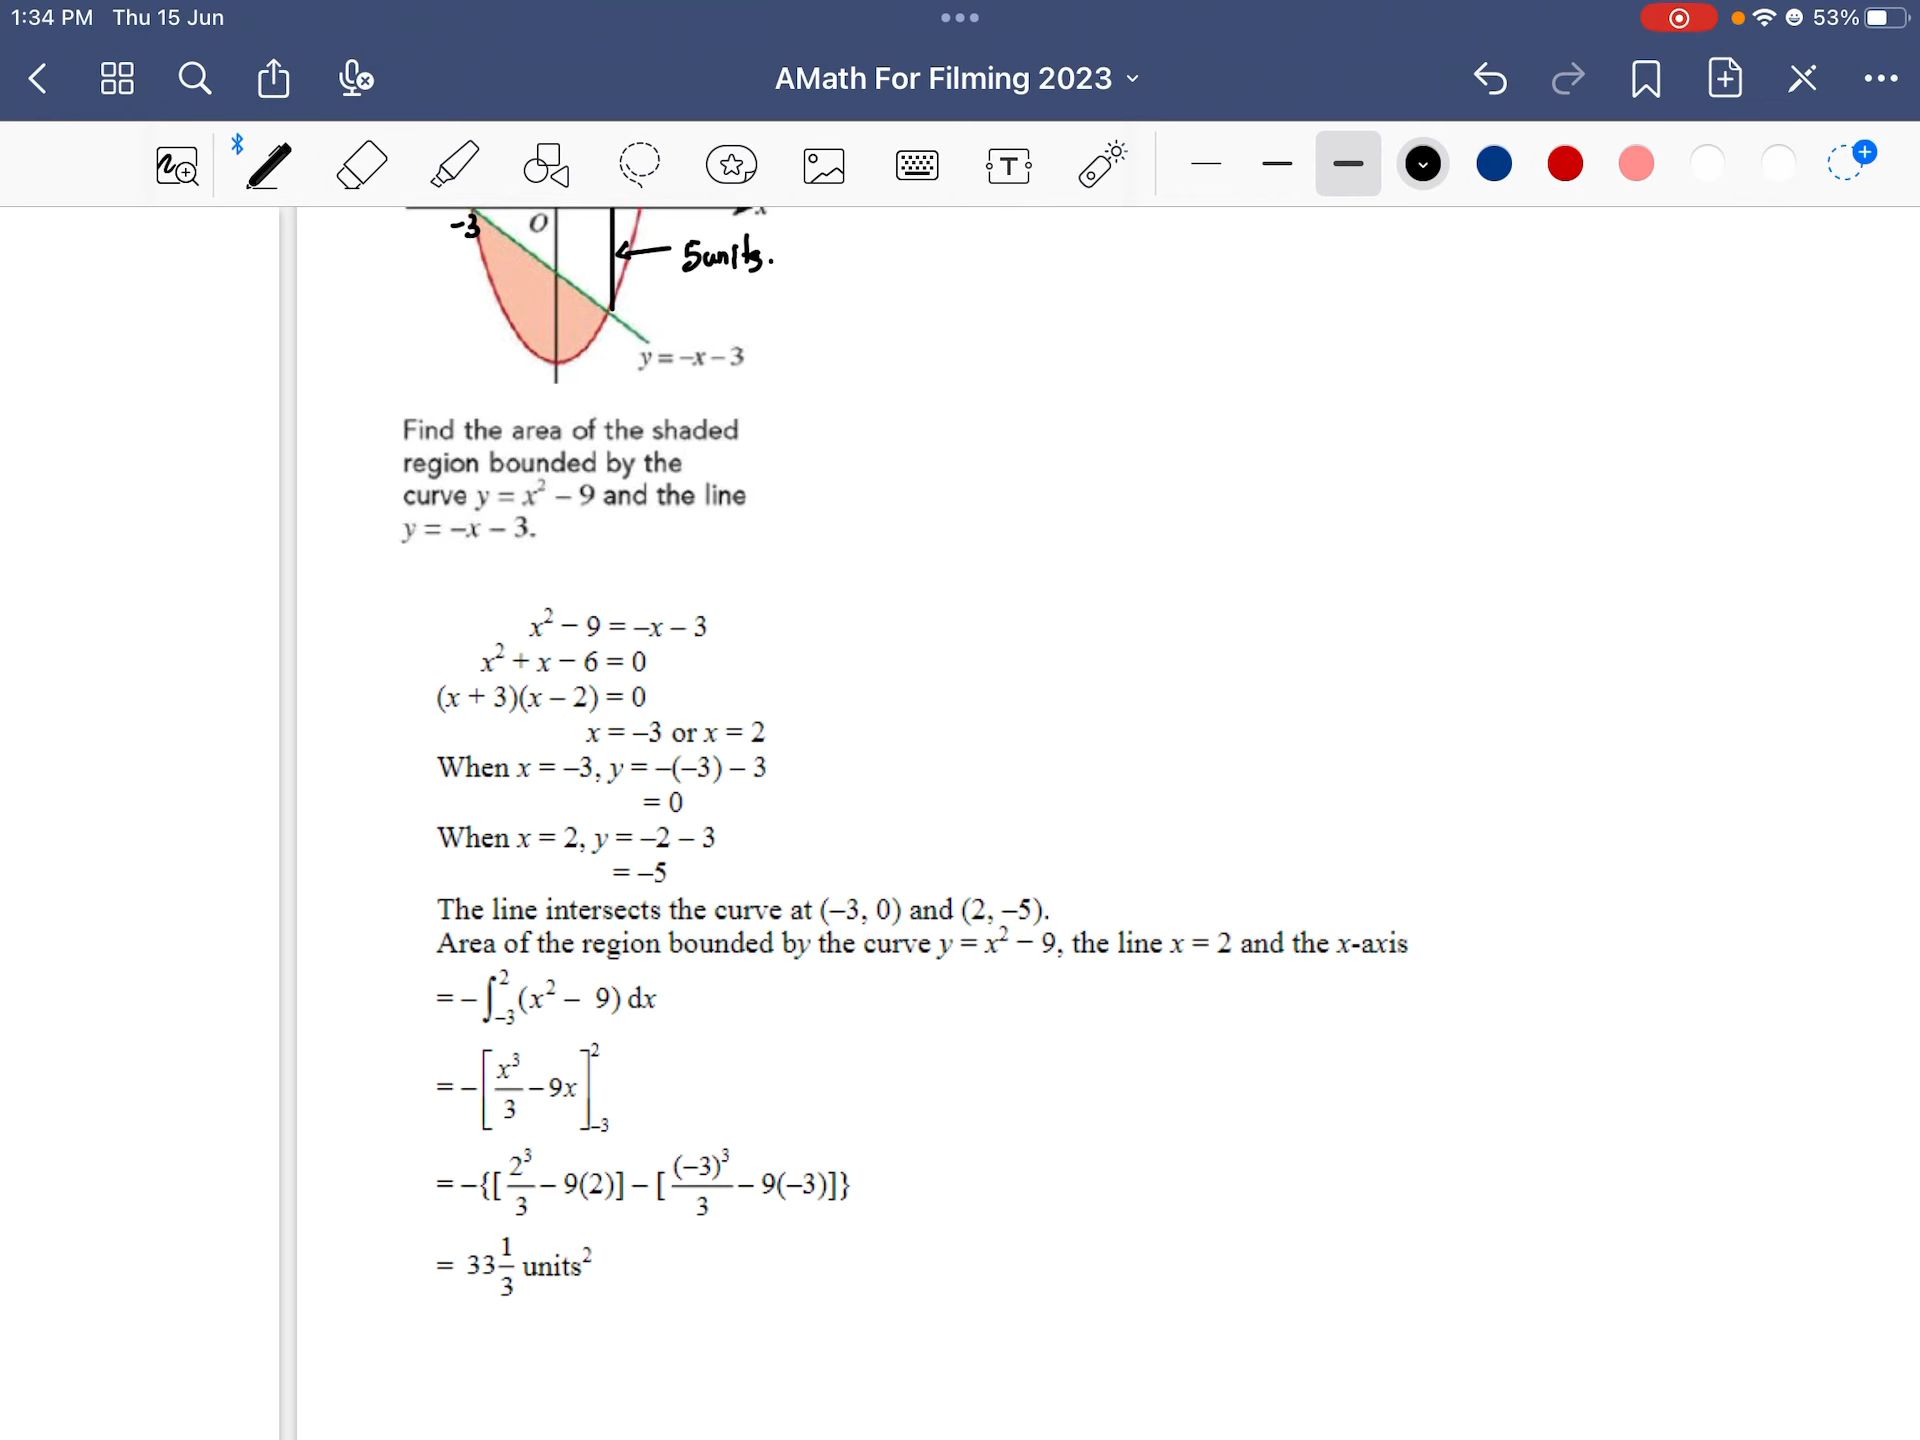 1:34 PM Thu 15 Jun
53%
AMath For Filming 2023
T
x
-3
O
5units.
y = –x – 3
Find the area of the shaded
region bounded by the
curve y = x² – 9 and the line
y = –x – 3.
x² – 9 = –x – 3
x² + x – 6 = 0
(x + 3)(x – 2) = 0
x = –3 or x = 2
When x = –3, y = –(–3) – 3
= 0
When x = 2, y = –2 – 3
= –5
The line intersects the curve at (–3, 0) and (2, –5).
Area of the region bounded by the curve y = x² – 9, the line x = 2 and the x-axis
= – ∫₋₃² (x² – 9) dx
= –[x³/3 – 9x]₋₃²
= –{[2³/3 – 9(2)] – [(–3)³/3 – 9(–3)]}
= 33 1/3 units²